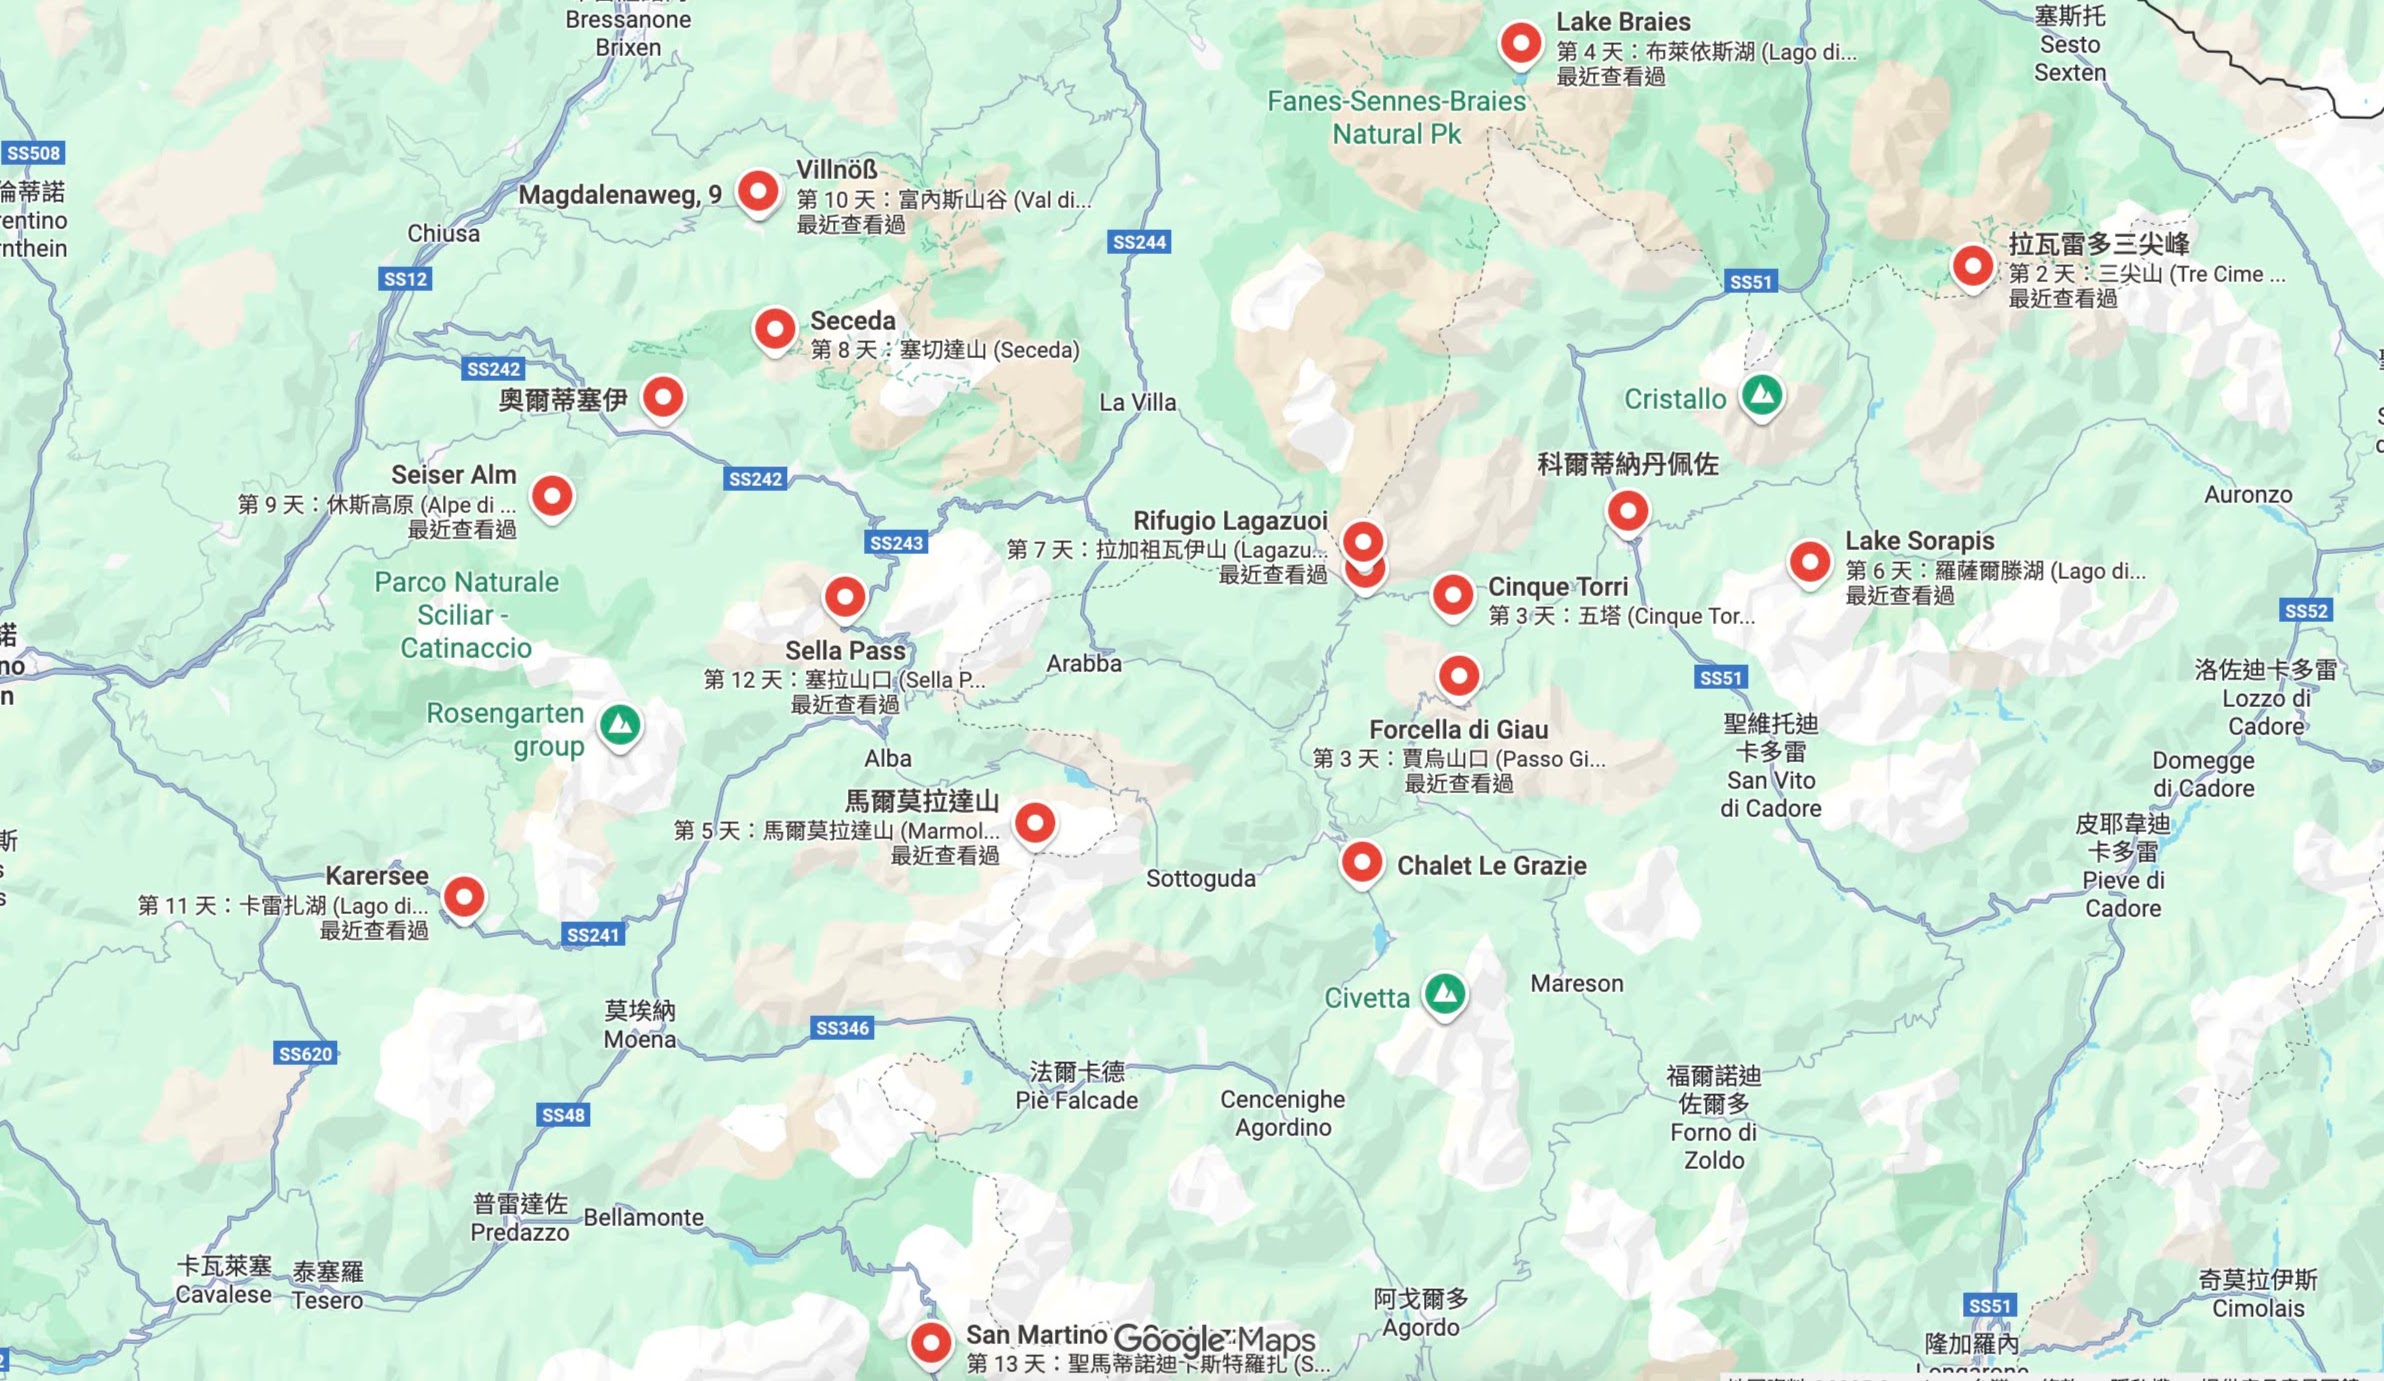 Bressanone
Brixen
Lake Braies
第 4 天：布萊依斯湖 (Lago di...
最近查看過
塞斯托
Sesto
Sexten
Fanes-Sennes-Braies
Natural Pk
SS508
倫蒂諾
rentino
rnthein
Magdalenaweg, 9
Villnöß
第 10 天：富內斯山谷 (Val di...
最近查看過
Chiusa
SS12
SS244
SS51
拉瓦雷多三尖峰
第 2 天：三尖山 (Tre Cime ...
最近查看過
Seceda
第 8 天：塞切達山 (Seceda)
SS242
奧爾蒂塞伊
La Villa
Cristallo
科爾蒂納丹佩佐
Seiser Alm
第 9 天：休斯高原 (Alpe di ...
最近查看過
SS242
SS243
Auronzo
Rifugio Lagazuoi
第 7 天：拉加祖瓦伊山 (Lagazu...
最近查看過
Lake Sorapis
第 6 天：羅薩爾滕湖 (Lago di...
最近查看過
Cinque Torri
第 3 天：五塔 (Cinque Tor...
Parco Naturale
Sciliar -
Catinaccio
SS52
諾
no
n
Sella Pass
第 12 天：塞拉山口 (Sella P...
最近查看過
Arabba
SS51
洛佐迪卡多雷
Lozzo di
Cadore
Rosengarten
group
Forcella di Giau
第 3 天：賈烏山口 (Passo Gi...
最近查看過
聖維托迪
卡多雷
San Vito
di Cadore
Alba
Domegge
di Cadore
馬爾莫拉達山
第 5 天：馬爾莫拉達山 (Marmol...
最近查看過
皮耶韋迪
卡多雷
Pieve di
Cadore
斯
Karersee
第 11 天：卡雷扎湖 (Lago di...
最近查看過
Sottoguda
Chalet Le Grazie
SS241
Mareson
Civetta
莫埃納
Moena
SS346
SS620
法爾卡德
Piè Falcade
Cencenighe
Agordino
福爾諾迪
佐爾多
Forno di
Zoldo
SS48
普雷達佐
Predazzo
Bellamonte
卡瓦萊塞
Cavalese
泰塞羅
Tesero
阿戈爾多
Agordo
SS51
奇莫拉伊斯
Cimolais
San Martino
第 13 天：聖馬蒂諾迪卡斯特羅扎 (S...
Google Maps
隆加羅內
Longarone